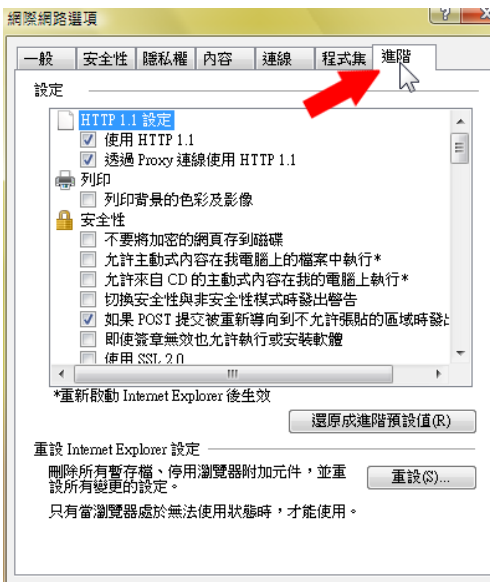 網際網路選項
一般 安全性 隱私權 內容 連線 程式集 進階
設定
HTTP 1.1 設定
使用 HTTP 1.1
透過 Proxy 連線使用 HTTP 1.1
列印
列印背景的色彩及影像
安全性
不要將加密的網頁存到磁碟
允許主動式內容在我電腦上的檔案中執行*
允許來自 CD 的主動式內容在我的電腦上執行*
切換安全性與非安全性模式時發出警告
如果 POST 提交被重新導向到不允許張貼的區域時發
即使簽章無效也允許執行或安裝軟體
使用 SSL 2.0
*重新啟動 Internet Explorer 後生效
還原成進階預設值(R)
重設 Internet Explorer 設定
刪除所有暫存檔、停用瀏覽器附加元件，並重
設所有變更的設定。
重設(S)...
只有當瀏覽器處於無法使用狀態時，才能使用。